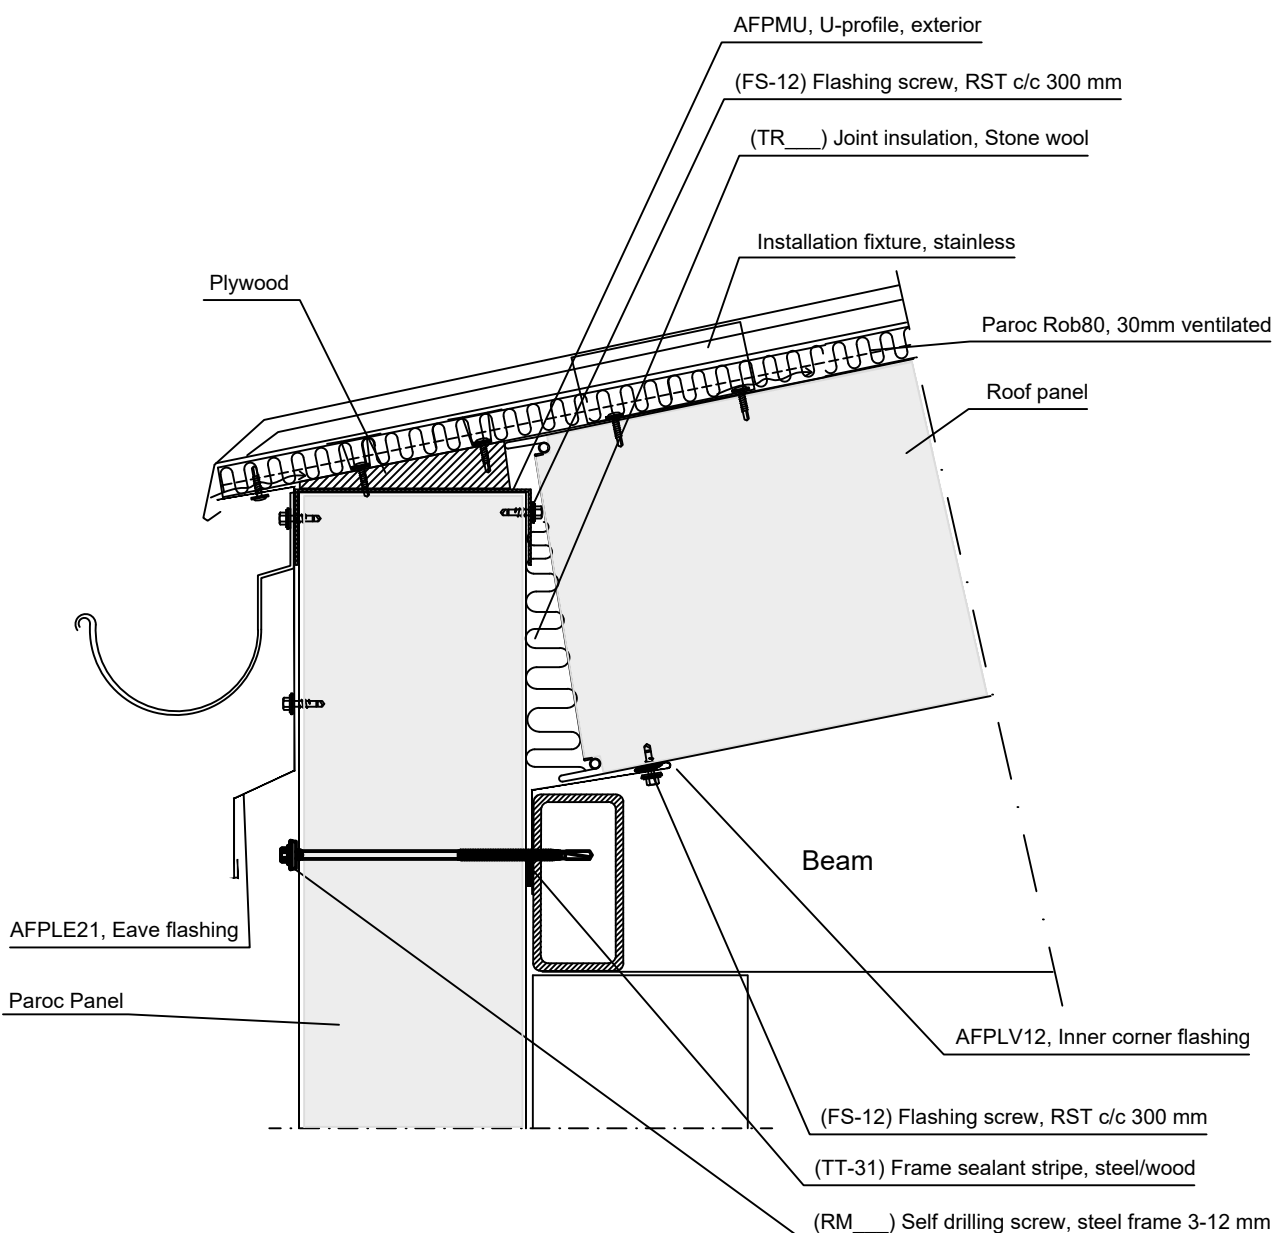 AFPMU, U-profile, exterior
(FS-12) Flashing screw, RST c/c 300 mm
(TR___) Joint insulation, Stone wool
Installation fixture, stainless
Plywood
Paroc Rob80, 30mm ventilated
Roof panel
Beam
AFPLE21, Eave flashing
Paroc Panel
AFPLV12, Inner corner flashing
(FS-12) Flashing screw, RST c/c 300 mm
(TT-31) Frame sealant stripe, steel/wood
(RM___) Self drilling screw, steel frame 3-12 mm